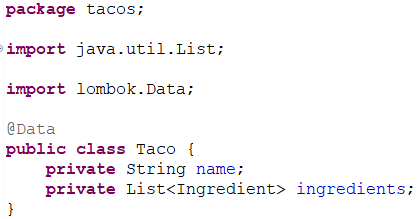 package tacos;
import java.util.List;
import lombok.Data;
@Data
public class Taco {
    private String name;
    private List<Ingredient> ingredients;
}